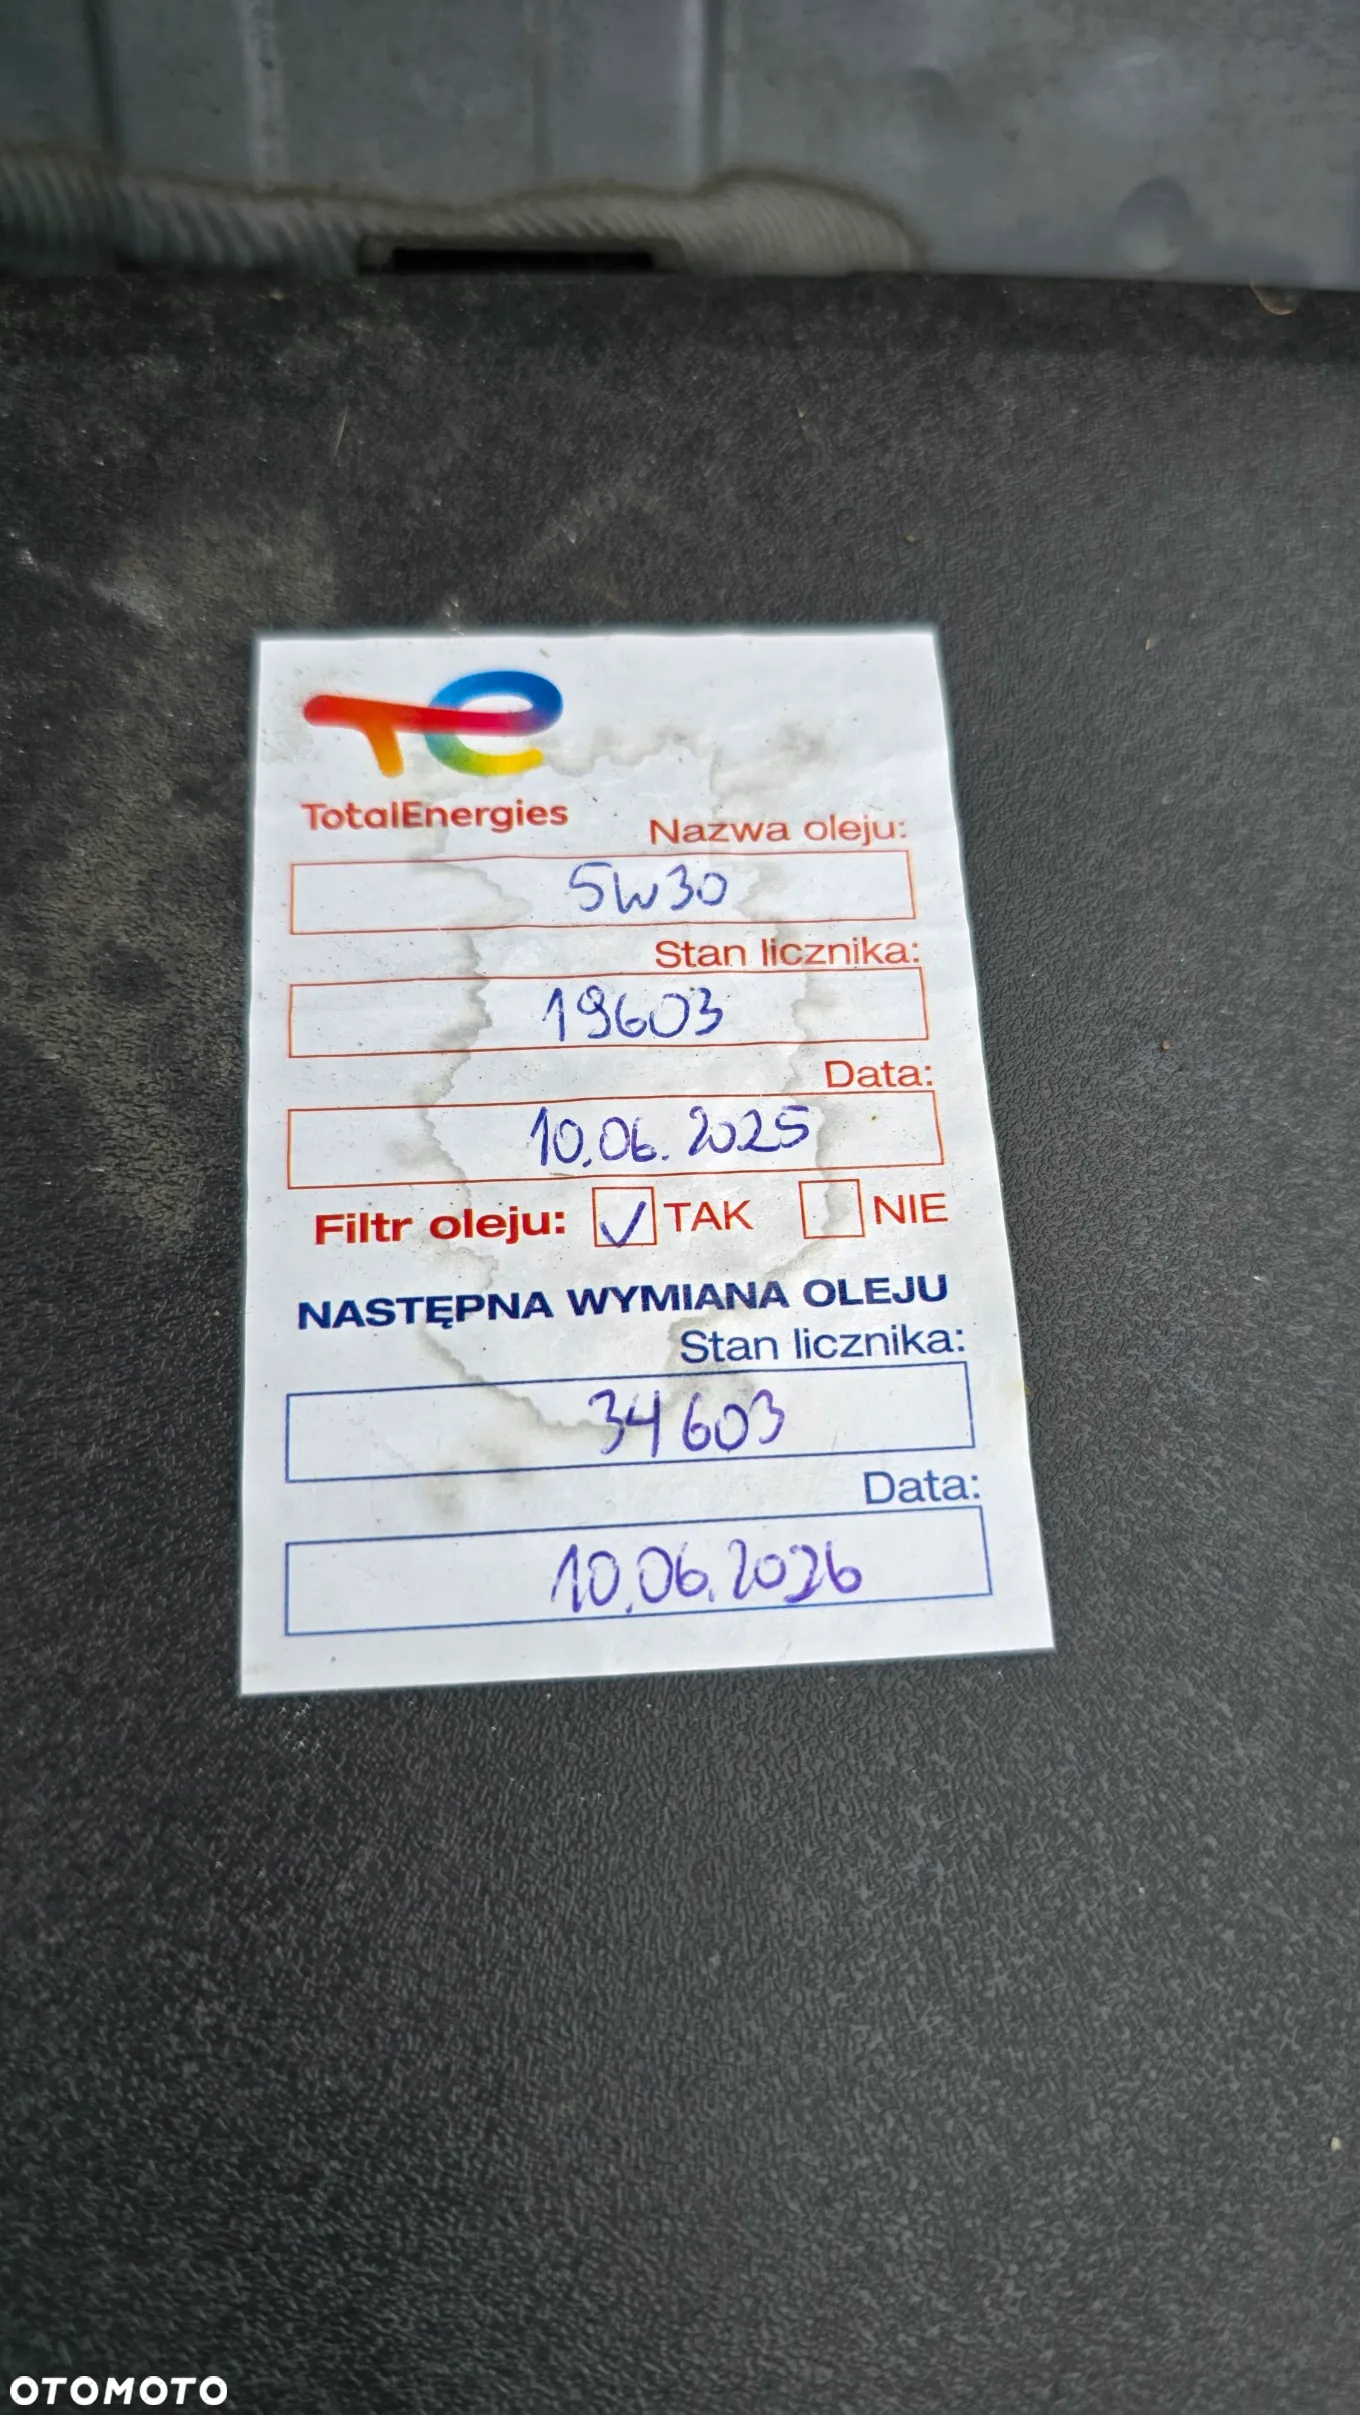 TotalEnergies
Nazwa oleju:
5W30
Stan licznika:
19603
Data:
10.06.2025
Filtr oleju: TAK NIE
NASTĘPNA WYMIANA OLEJU
Stan licznika:
34603
Data:
10.06.2026
OTOMOTO